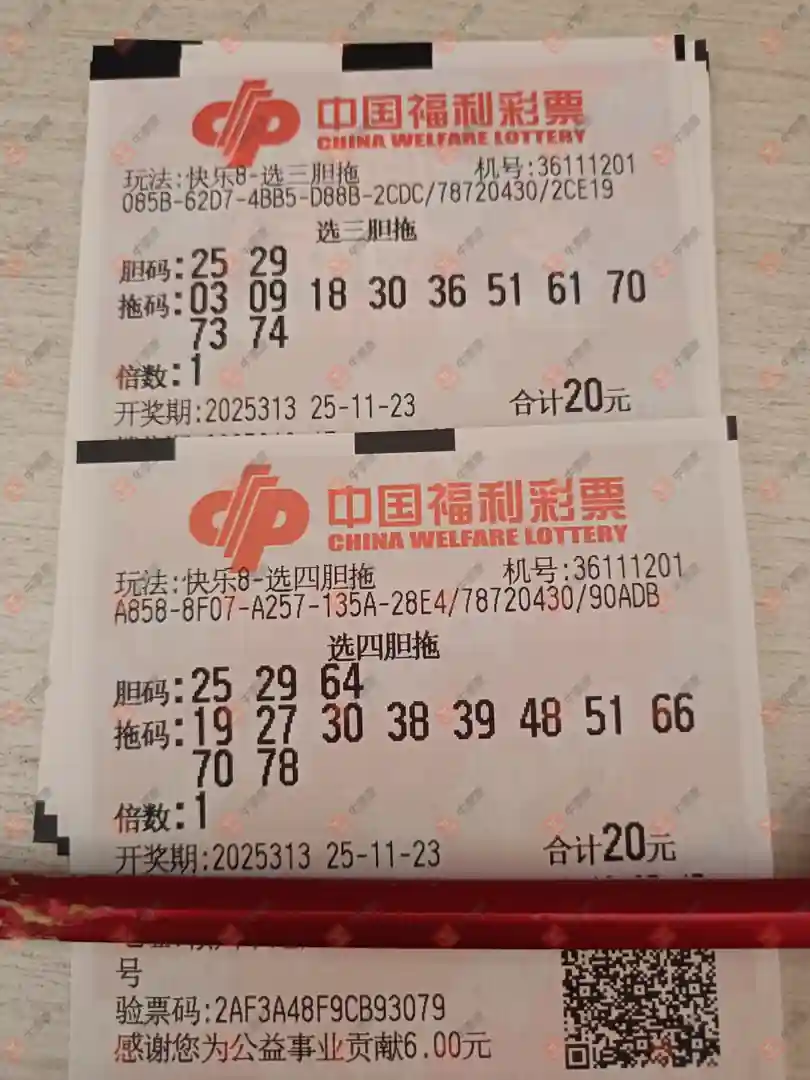 中国福利彩票
CHINA WELFARE LOTTERY
玩法:快乐8-选三胆拖 机号:36111201
085B-62D7-4BB5-D88B-2CDC/78720430/2CE19
选三胆拖
胆码:25 29
拖码:03 09 18 30 36 51 61 70
73 74
倍数:1
开奖期:2025313 25-11-23 合计20元
中国福利彩票
CHINA WELFARE LOTTERY
玩法:快乐8-选四胆拖 机号:36111201
A858-8F07-A257-135A-28E4/78720430/90ADB
选四胆拖
胆码:25 29 64
拖码:19 27 30 38 39 48 51 66
70 78
倍数:1
开奖期:2025313 25-11-23 合计20元
号
验票码:2AF3A48F9CB93079
感谢您为公益事业贡献6.00元